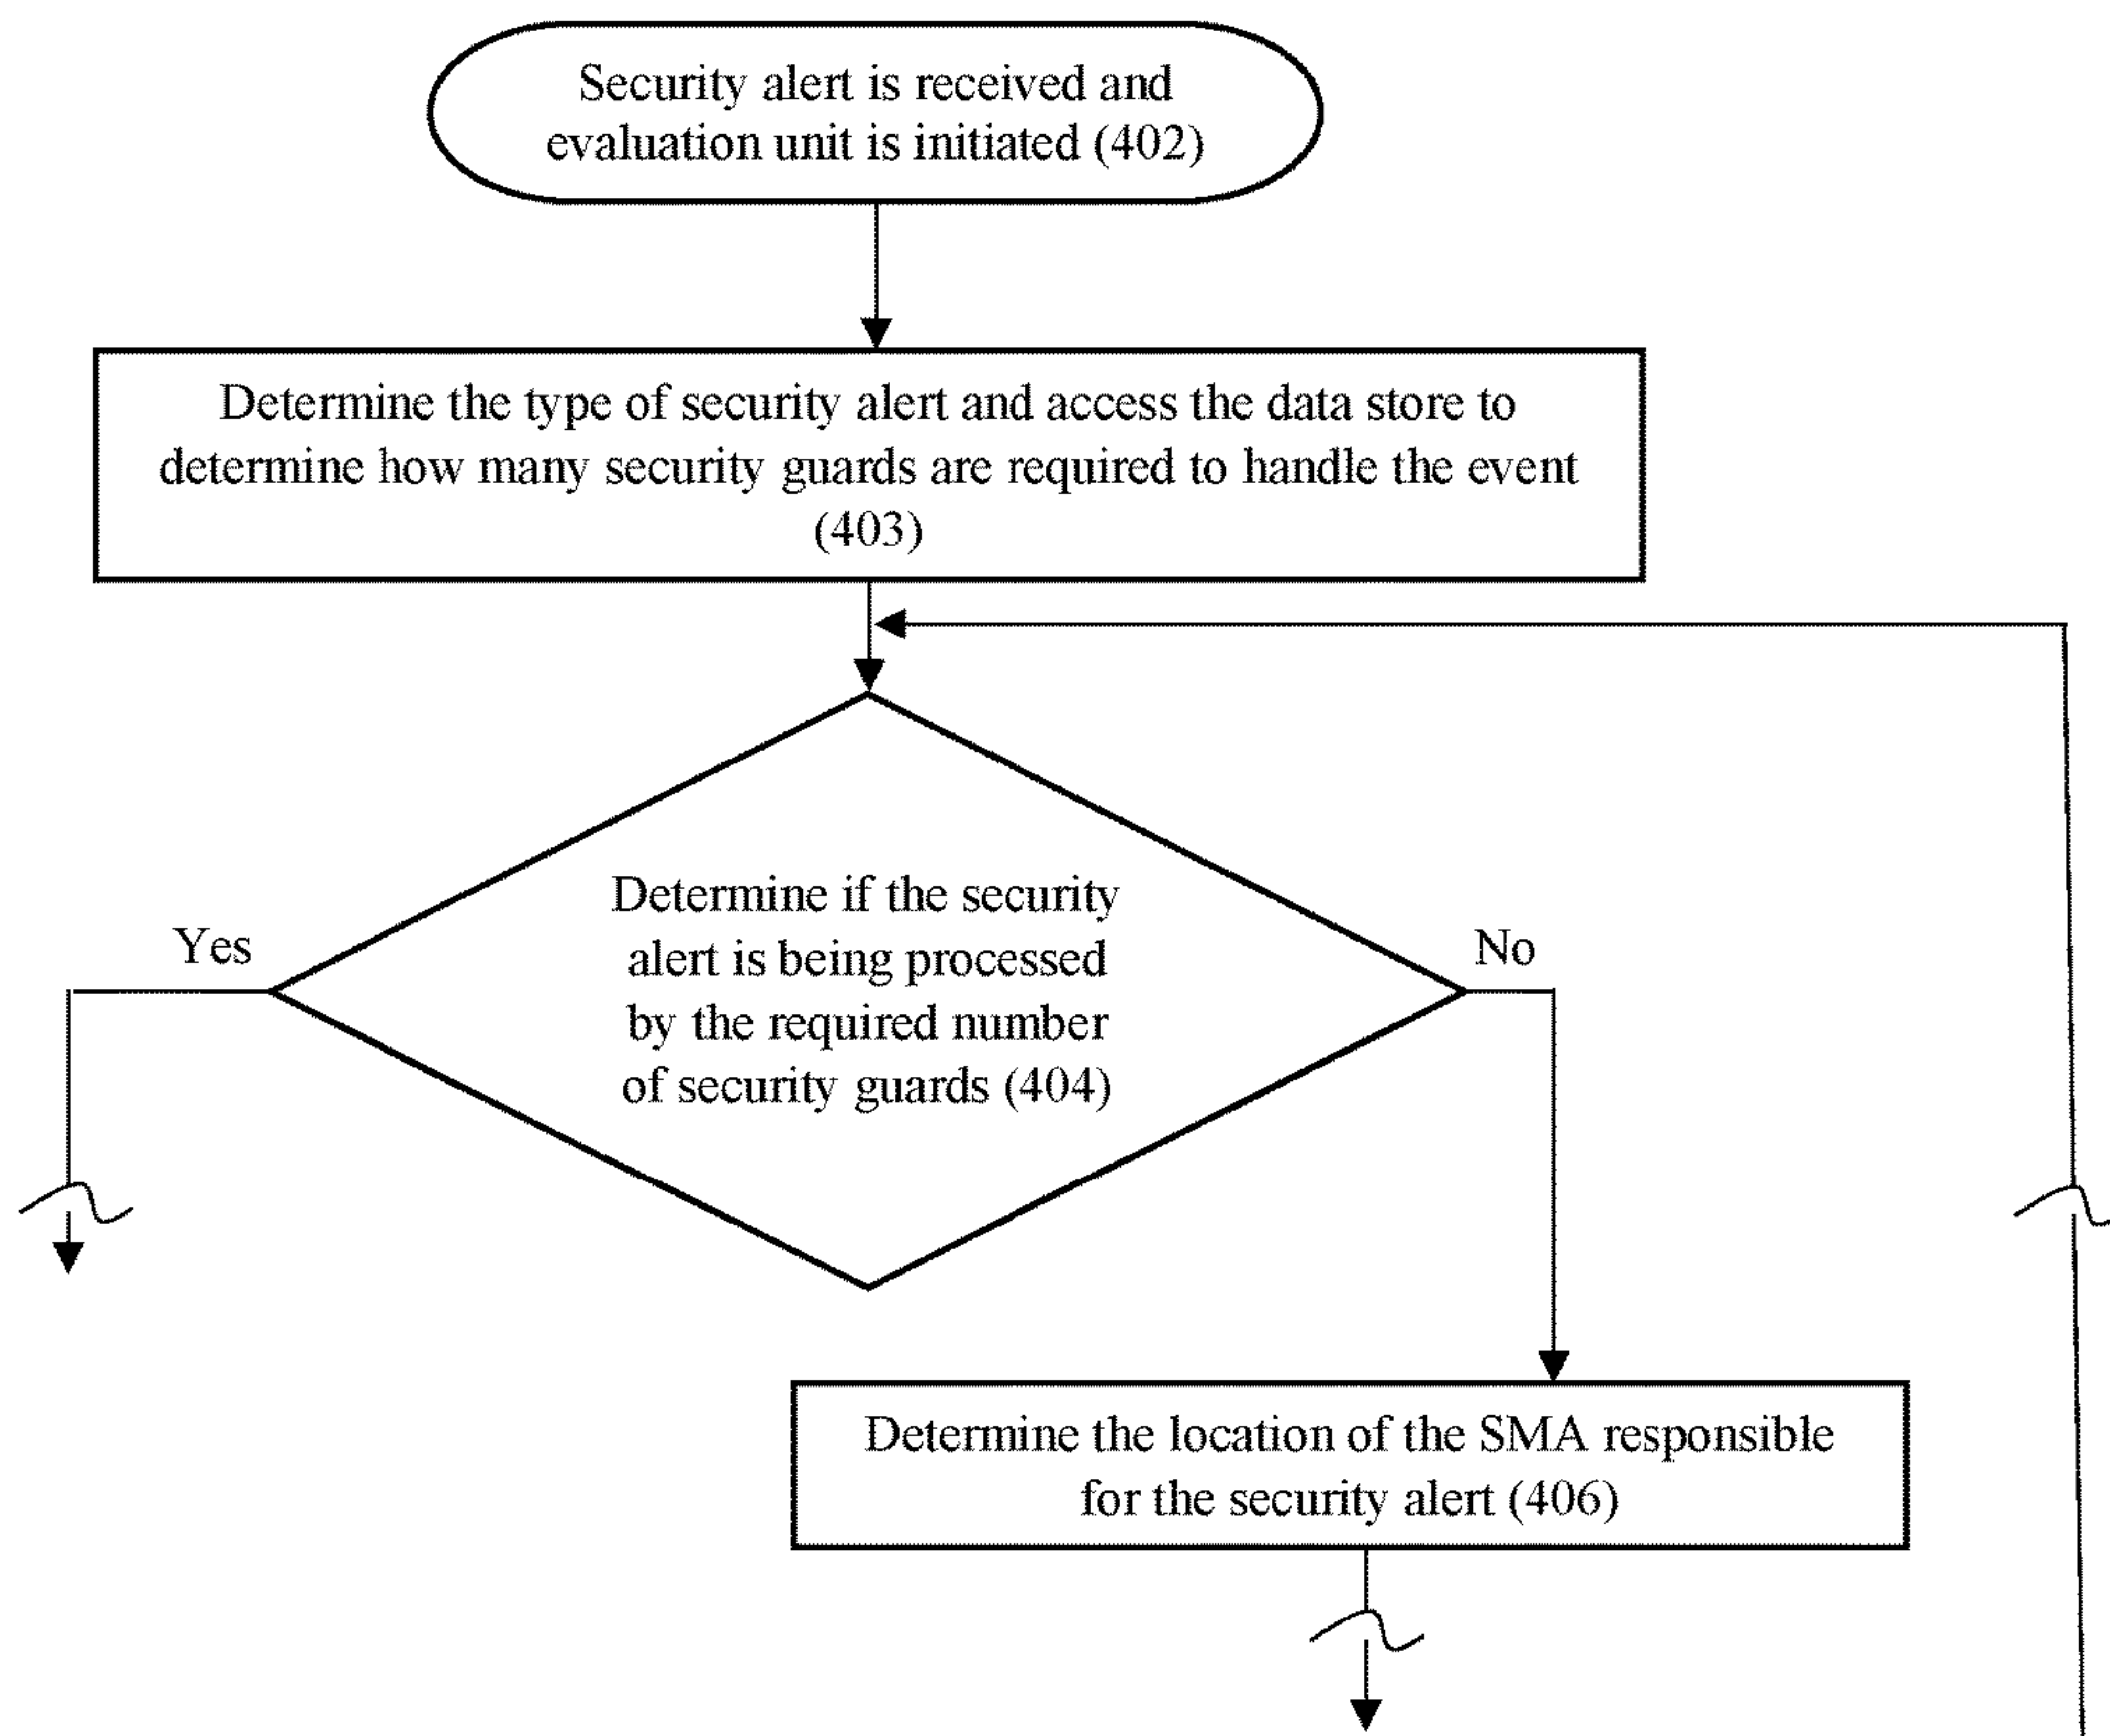 Security alert is received and
evaluation unit is initiated (402)
Determine the type of security alert and access the data store to
determine how many security guards are required to handle the event
(403)
Determine if the security
alert is being processed
by the required number
of security guards (404)
Yes
No
Determine the location of the SMA responsible
for the security alert (406)